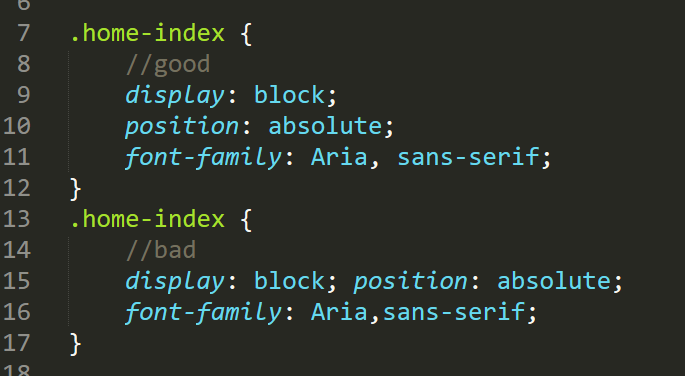 6
7 .home-index {
8 //good
9 display: block;
10 position: absolute;
11 font-family: Aria, sans-serif;
12 }
13 .home-index {
14 //bad
15 display: block; position: absolute;
16 font-family: Aria,sans-serif;
17 }
18